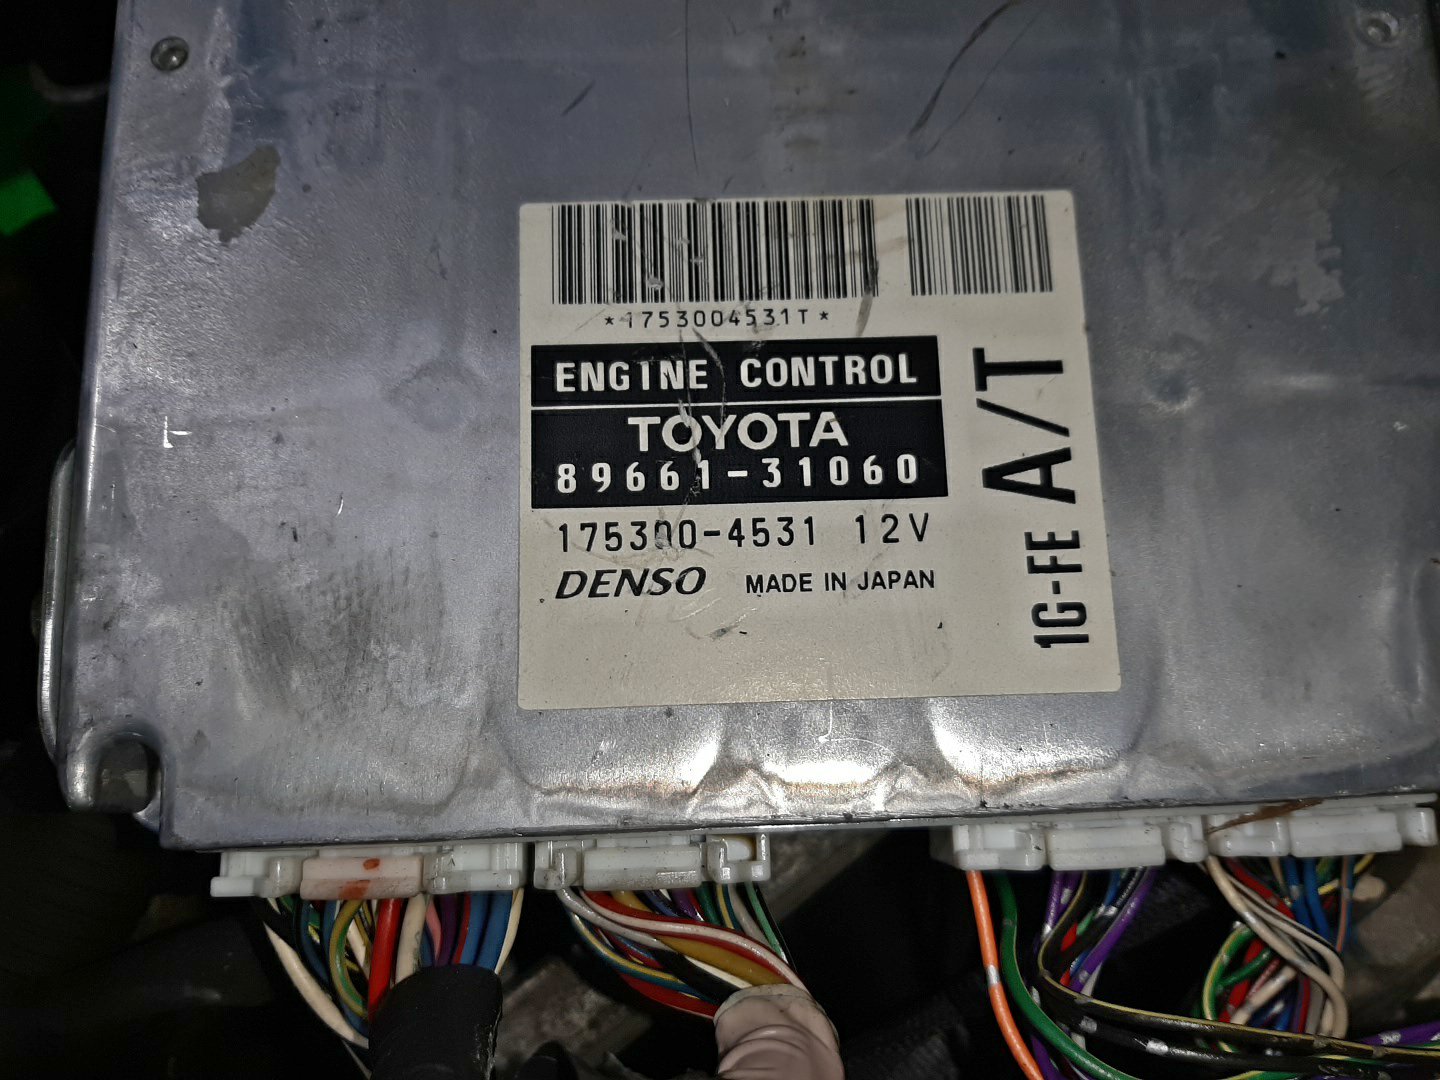 *1753004531T*
ENGINE CONTROL
TOYOTA
89661-31060
175300-4531 12V
DENSO MADE IN JAPAN
1G-FE A/T